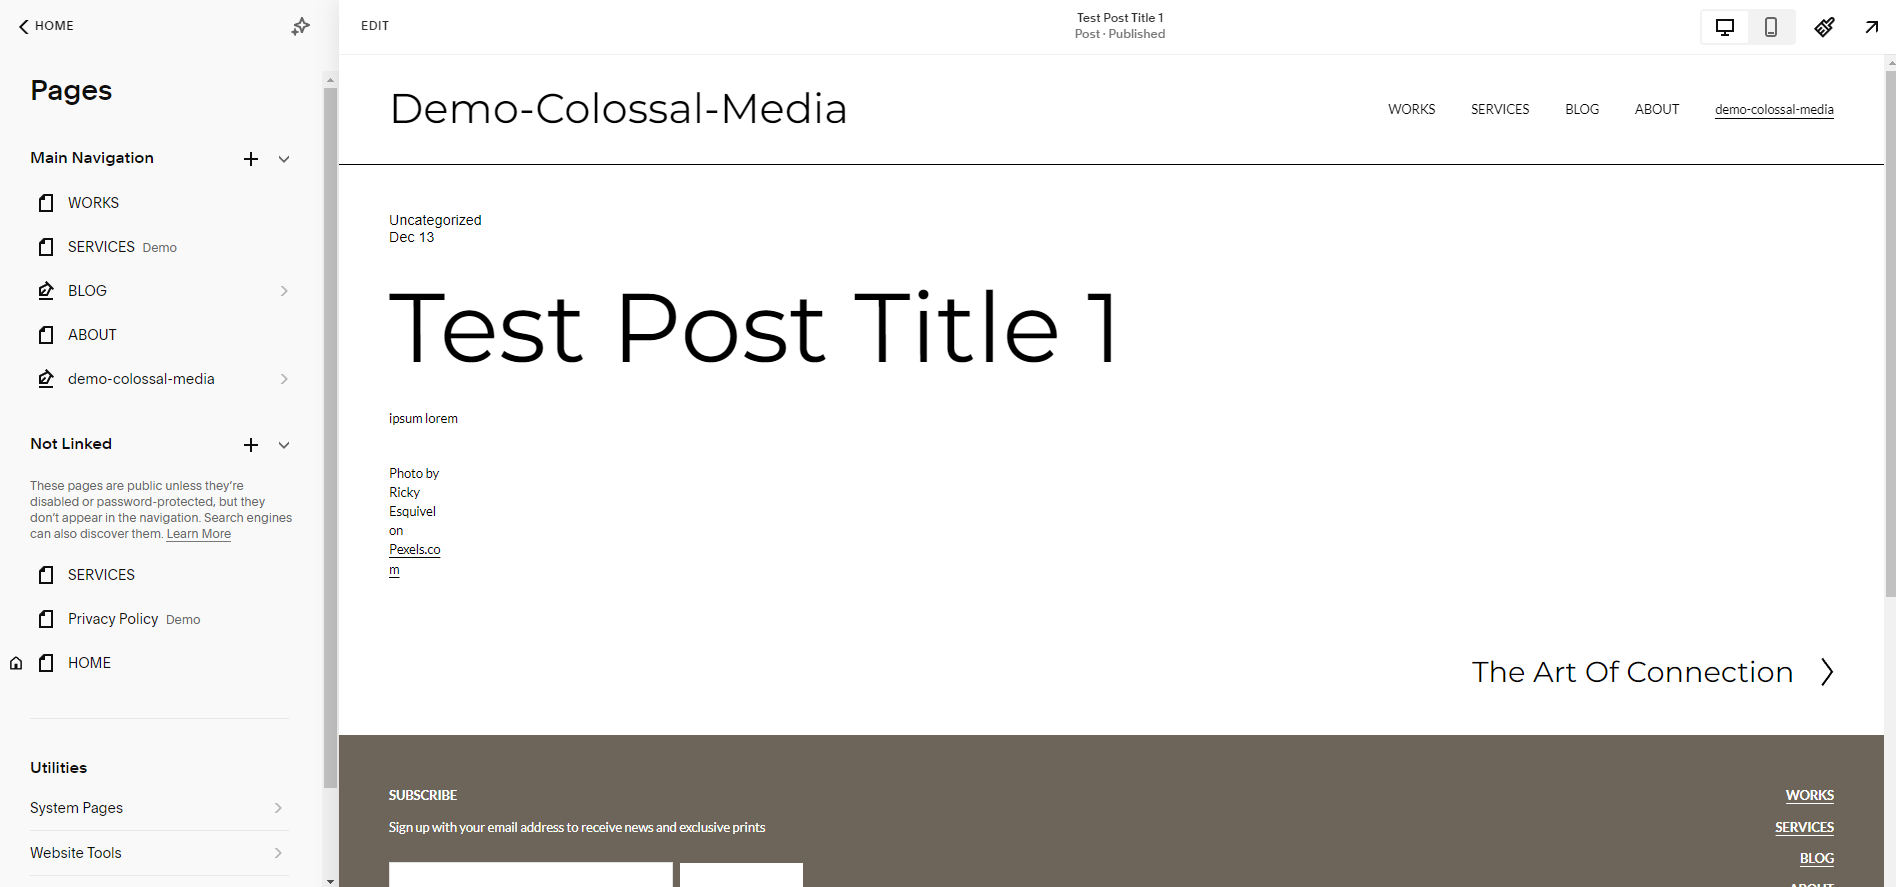 HOME
Pages
Main Navigation
WORKS
SERVICES Demo
BLOG
ABOUT
demo-colossal-media
Not Linked
These pages are public unless they’re
disabled or password-protected, but they
don’t appear in the navigation. Search engines
can also discover them. Learn More
SERVICES
Privacy Policy Demo
HOME
Utilities
System Pages
Website Tools
EDIT
Test Post Title 1
Post · Published
Demo-Colossal-Media
WORKS SERVICES BLOG ABOUT demo-colossal-media
Uncategorized
Dec 13
Test Post Title 1
ipsum lorem
Photo by
Ricky
Esquivel
on
Pexels.co
m
The Art Of Connection
SUBSCRIBE
Sign up with your email address to receive news and exclusive prints
WORKS
SERVICES
BLOG
ABOUT